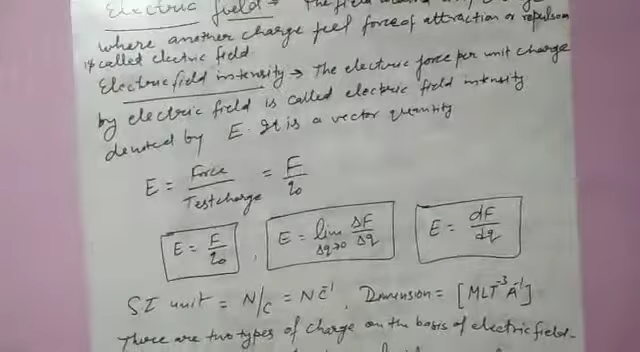 Electric field → The field around
where another charge feel force of attraction or repulsion
is called electric field.
Electric field intensity → The electric force per unit charge
by electric field is called electric field intensity
denoted by E. It is a vector quantity
E = Force / Test charge = F / q₀
E = F / q₀ , E = lim Δq→0 ΔF / Δq E = dF / dq
SI unit = N/C = NC⁻¹, Dimension = [MLT⁻³A⁻¹]
There are two types of charge on the basis of electric field-